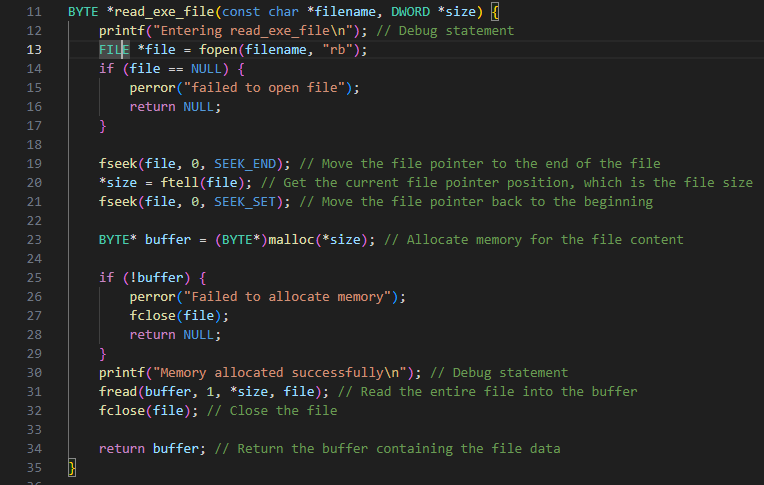 11 BYTE *read_exe_file(const char *filename, DWORD *size) {
12 printf("Entering read_exe_file\n"); // Debug statement
13 FILE *file = fopen(filename, "rb");
14 if (file == NULL) {
15 perror("failed to open file");
16 return NULL;
17 }
18
19 fseek(file, 0, SEEK_END); // Move the file pointer to the end of the file
20 *size = ftell(file); // Get the current file pointer position, which is the file size
21 fseek(file, 0, SEEK_SET); // Move the file pointer back to the beginning
22
23 BYTE* buffer = (BYTE*)malloc(*size); // Allocate memory for the file content
24
25 if (!buffer) {
26 perror("Failed to allocate memory");
27 fclose(file);
28 return NULL;
29 }
30 printf("Memory allocated successfully\n"); // Debug statement
31 fread(buffer, 1, *size, file); // Read the entire file into the buffer
32 fclose(file); // Close the file
33
34 return buffer; // Return the buffer containing the file data
35 }